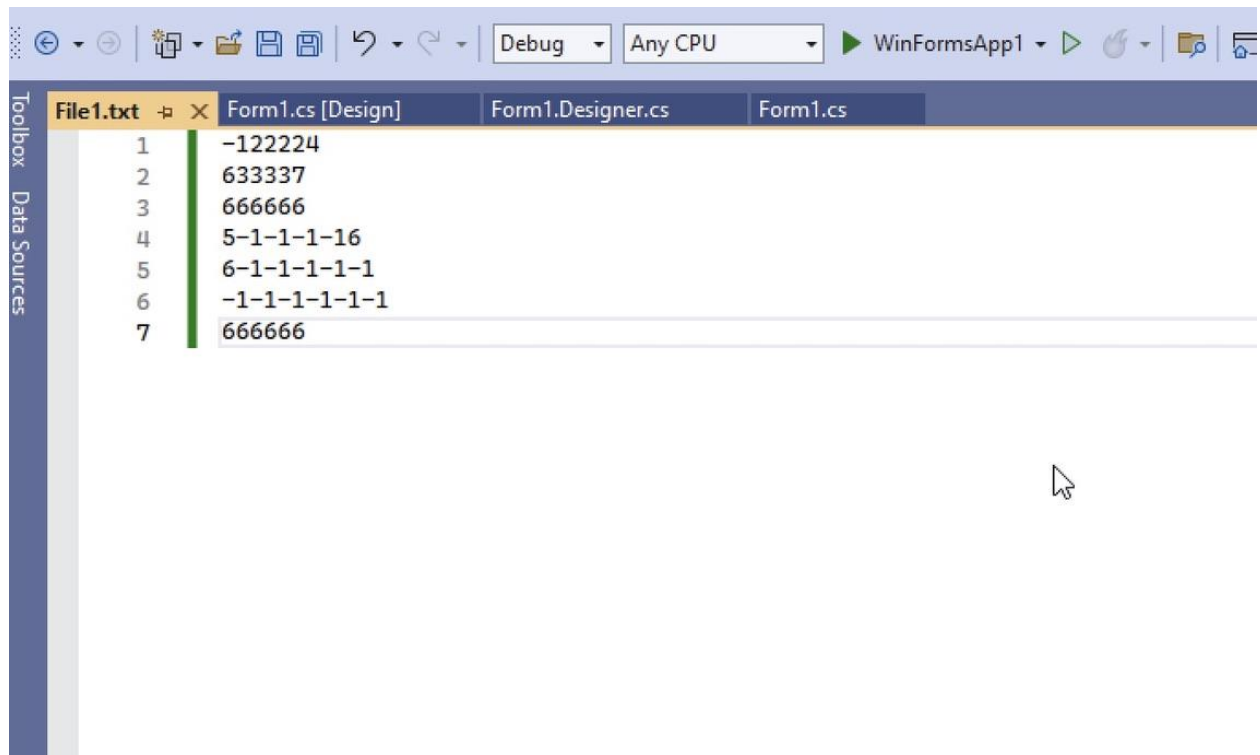 Debug Any CPU WinFormsApp1
Toolbox
Data Sources
File1.txt Form1.cs [Design] Form1.Designer.cs Form1.cs
1 -122224
2 633337
3 666666
4 5-1-1-1-16
5 6-1-1-1-1-1
6 -1-1-1-1-1-1
7 666666